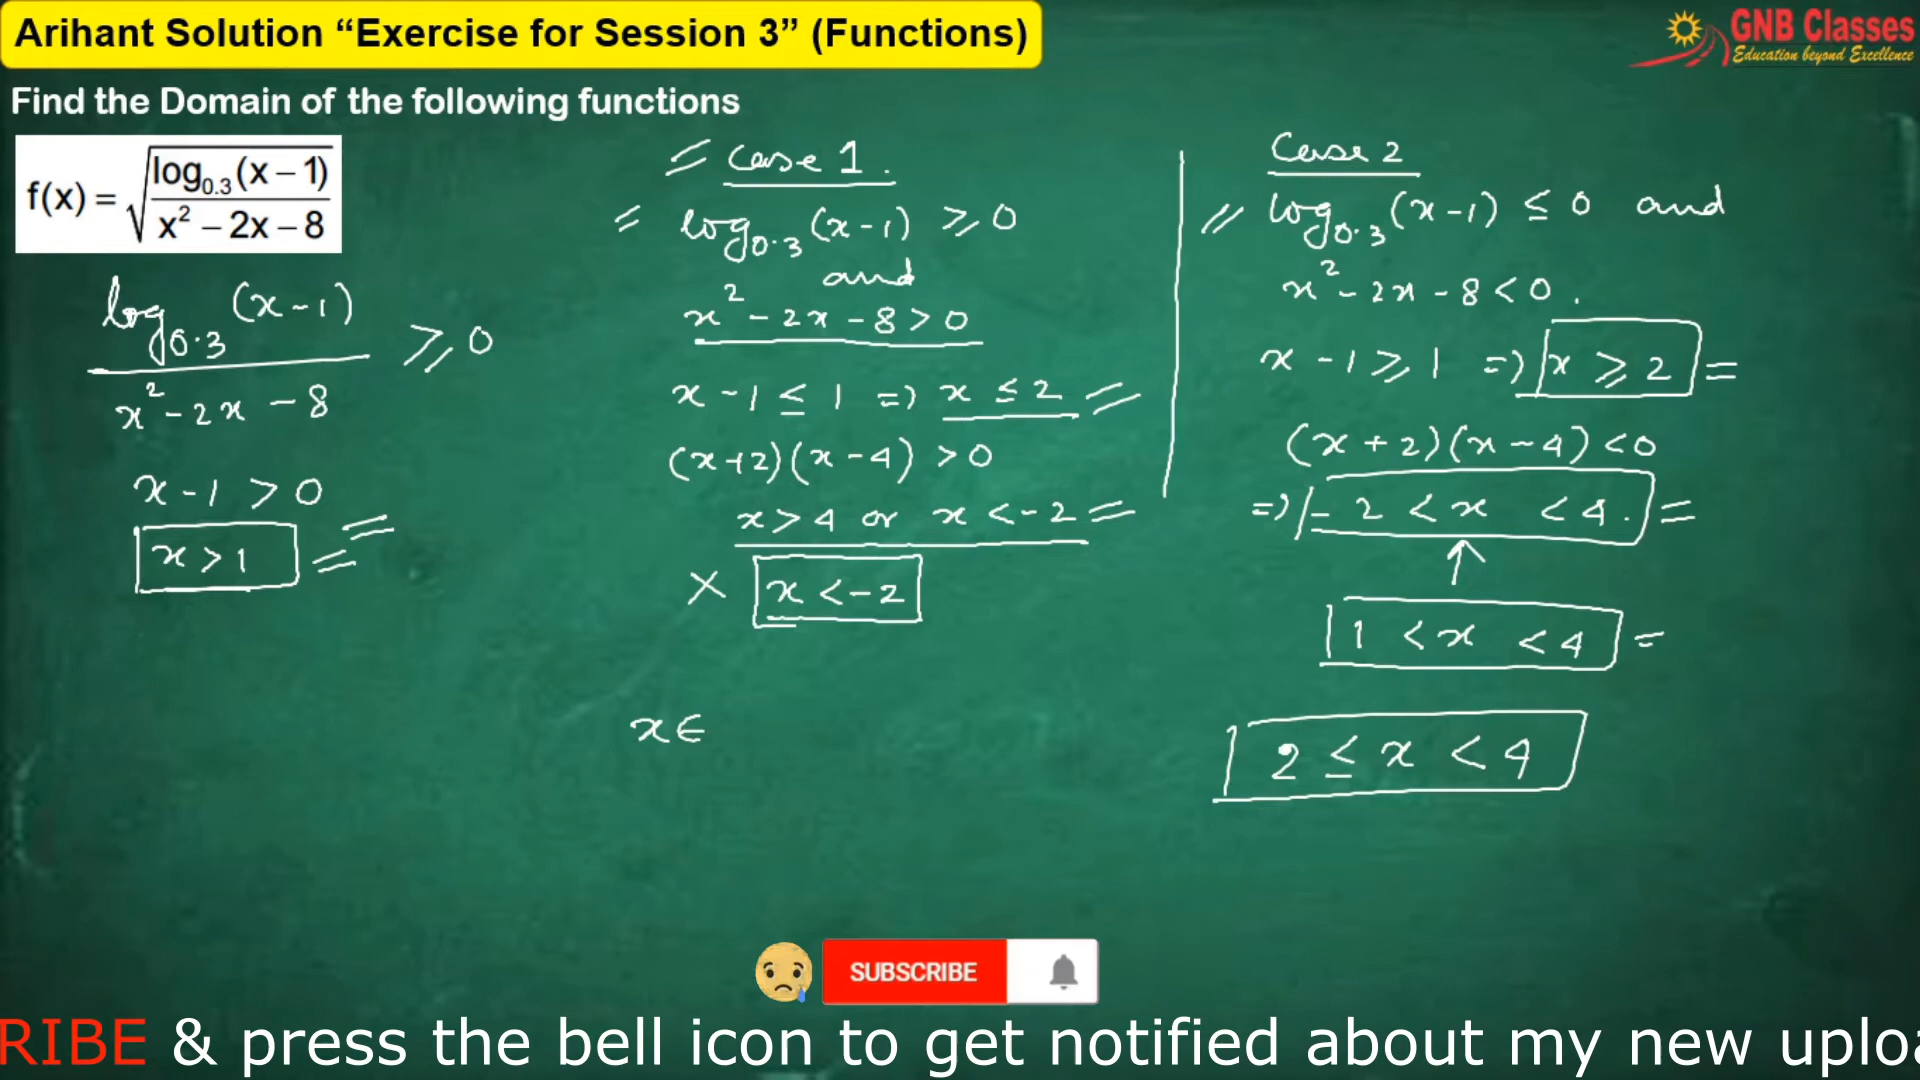 Arihant Solution “Exercise for Session 3” (Functions)
GNB Classes
Education beyond Excellence
Find the Domain of the following functions
f(x) = √(log₀.₃(x – 1) / (x² – 2x – 8))
log₀.₃(x-1) / (x² - 2x - 8) ⩾ 0
x - 1 > 0
x > 1
= Case 1.
= log₀.₃(x-1) ⩾ 0
and
x² - 2x - 8 > 0
x - 1 ≤ 1 => x ≤ 2 =
(x+2)(x-4) > 0
x > 4 or x < -2 =
× x < -2
x ∈
Case 2
// log₀.₃(x-1) ≤ 0 and
x² - 2x - 8 < 0.
x - 1 ⩾ 1 => x ⩾ 2 =
(x+2)(x-4) < 0
=> -2 < x < 4. =
↑
1 < x < 4 =
2 ≤ x < 4
SUBSCRIBE
RIBE & press the bell icon to get notified about my new uploa